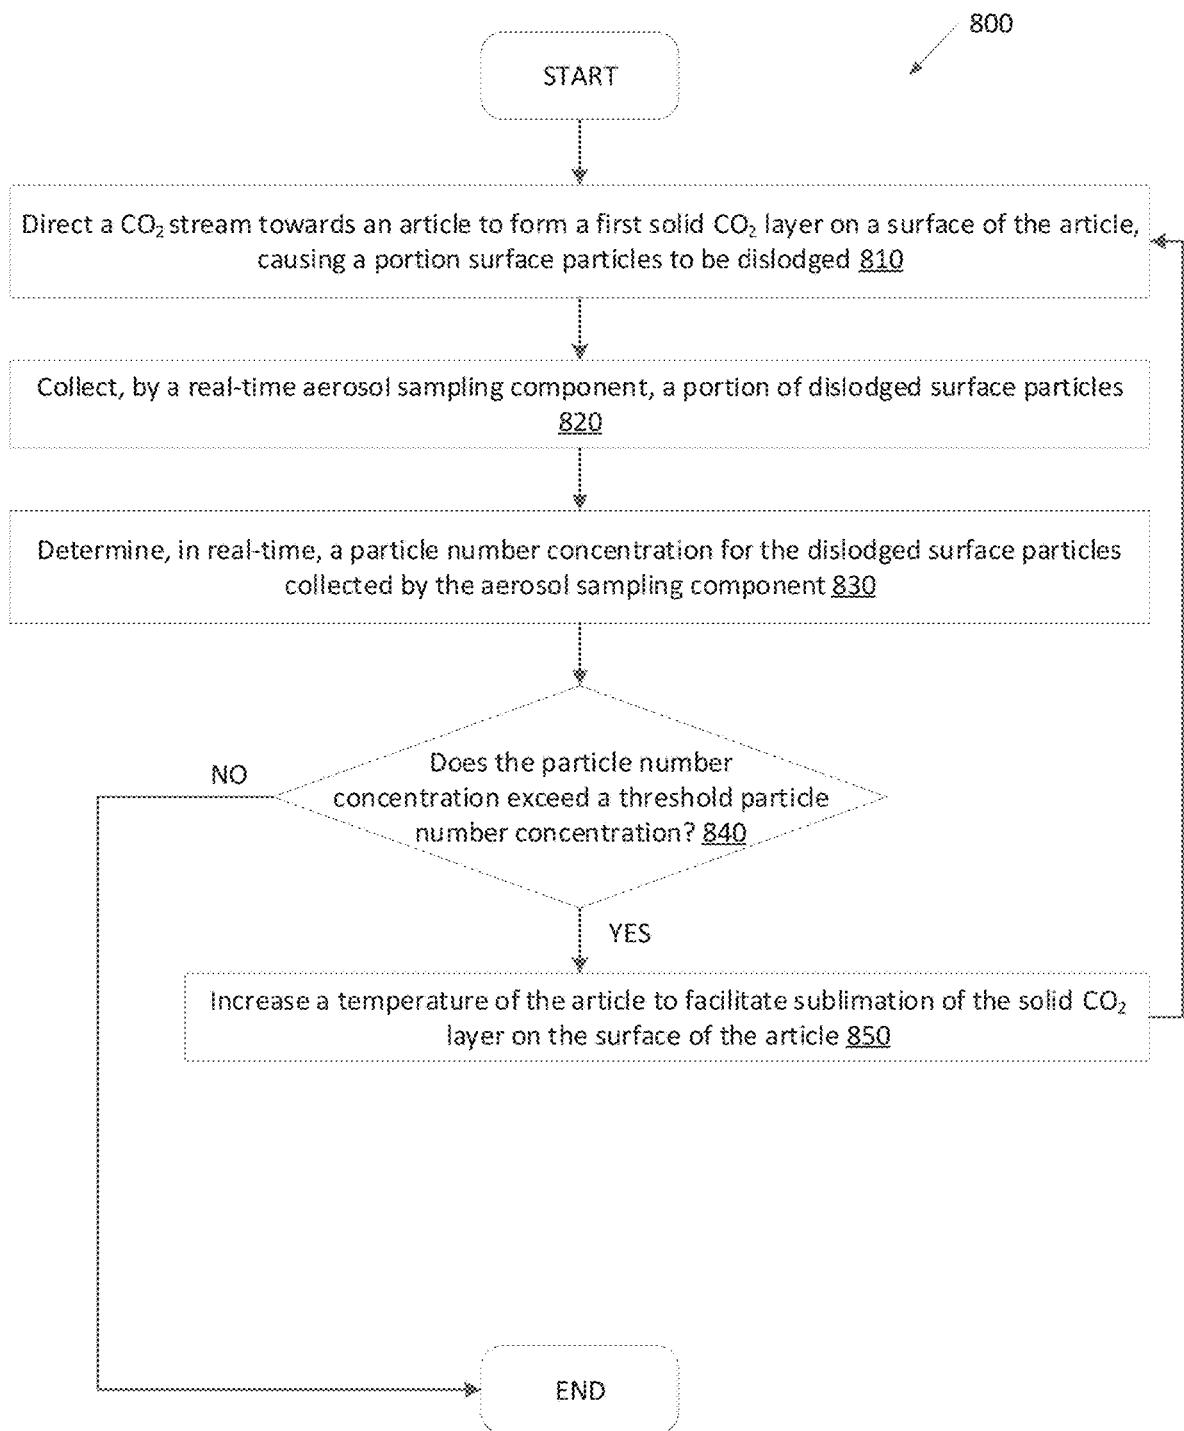 800
START
Direct a CO₂ stream towards an article to form a first solid CO₂ layer on a surface of the article,
causing a portion surface particles to be dislodged 810
Collect, by a real-time aerosol sampling component, a portion of dislodged surface particles
820
Determine, in real-time, a particle number concentration for the dislodged surface particles
collected by the aerosol sampling component 830
NO
Does the particle number
concentration exceed a threshold particle
number concentration? 840
YES
Increase a temperature of the article to facilitate sublimation of the solid CO₂
layer on the surface of the article 850
END